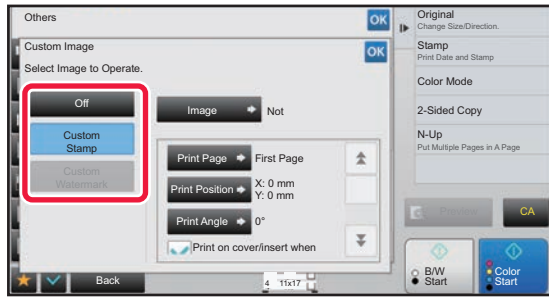 Others
OK
Custom Image
OK
Select Image to Operate.
Off
Custom
Stamp
Custom
Watermark
Image
Not
Print Page
First Page
Print Position
X: 0 mm
Y: 0 mm
Print Angle
0°
Print on cover/insert when
Back
4
11x17
Original
Change Size/Direction.
Stamp
Print Date and Stamp
Color Mode
2-Sided Copy
N-Up
Put Multiple Pages in A Page
Preview
CA
B/W
Start
Color
Start